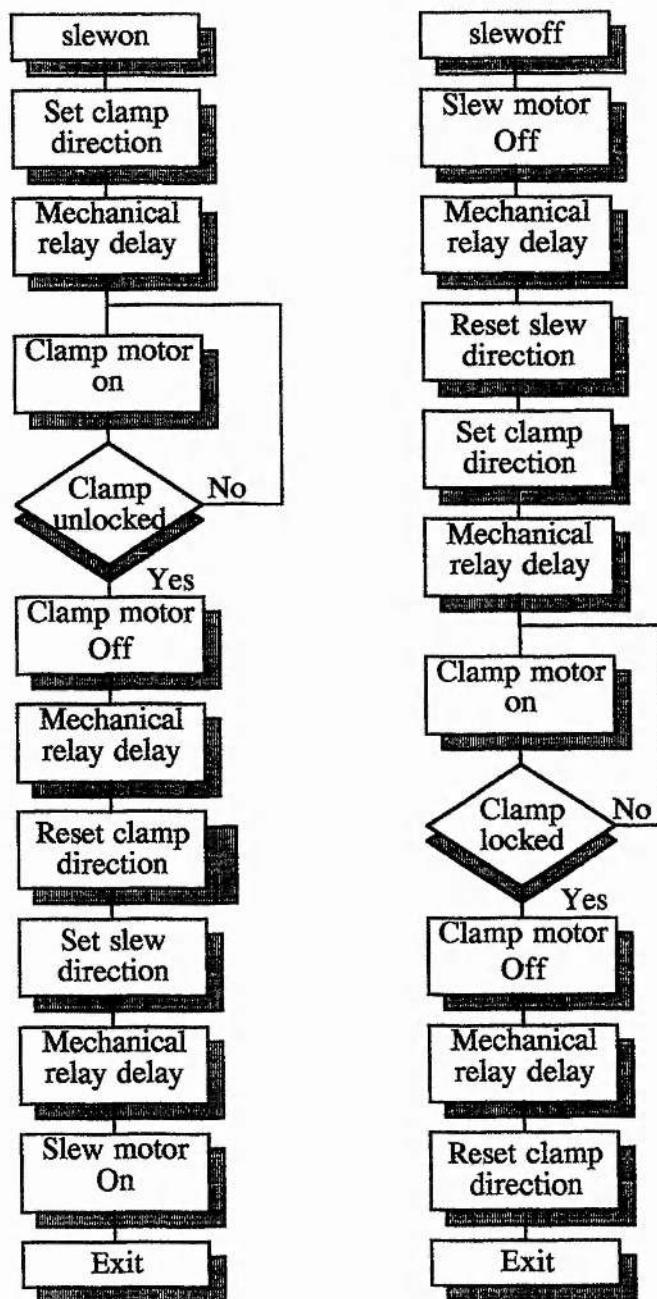 slewon
Set clamp
direction
Mechanical
relay delay
Clamp motor
on
Clamp
unlocked
No
Yes
Clamp motor
Off
Mechanical
relay delay
Reset clamp
direction
Set slew
direction
Mechanical
relay delay
Slew motor
On
Exit
slewoff
Slew motor
Off
Mechanical
relay delay
Reset slew
direction
Set clamp
direction
Mechanical
relay delay
Clamp motor
on
Clamp
locked
No
Yes
Clamp motor
Off
Mechanical
relay delay
Reset clamp
direction
Exit